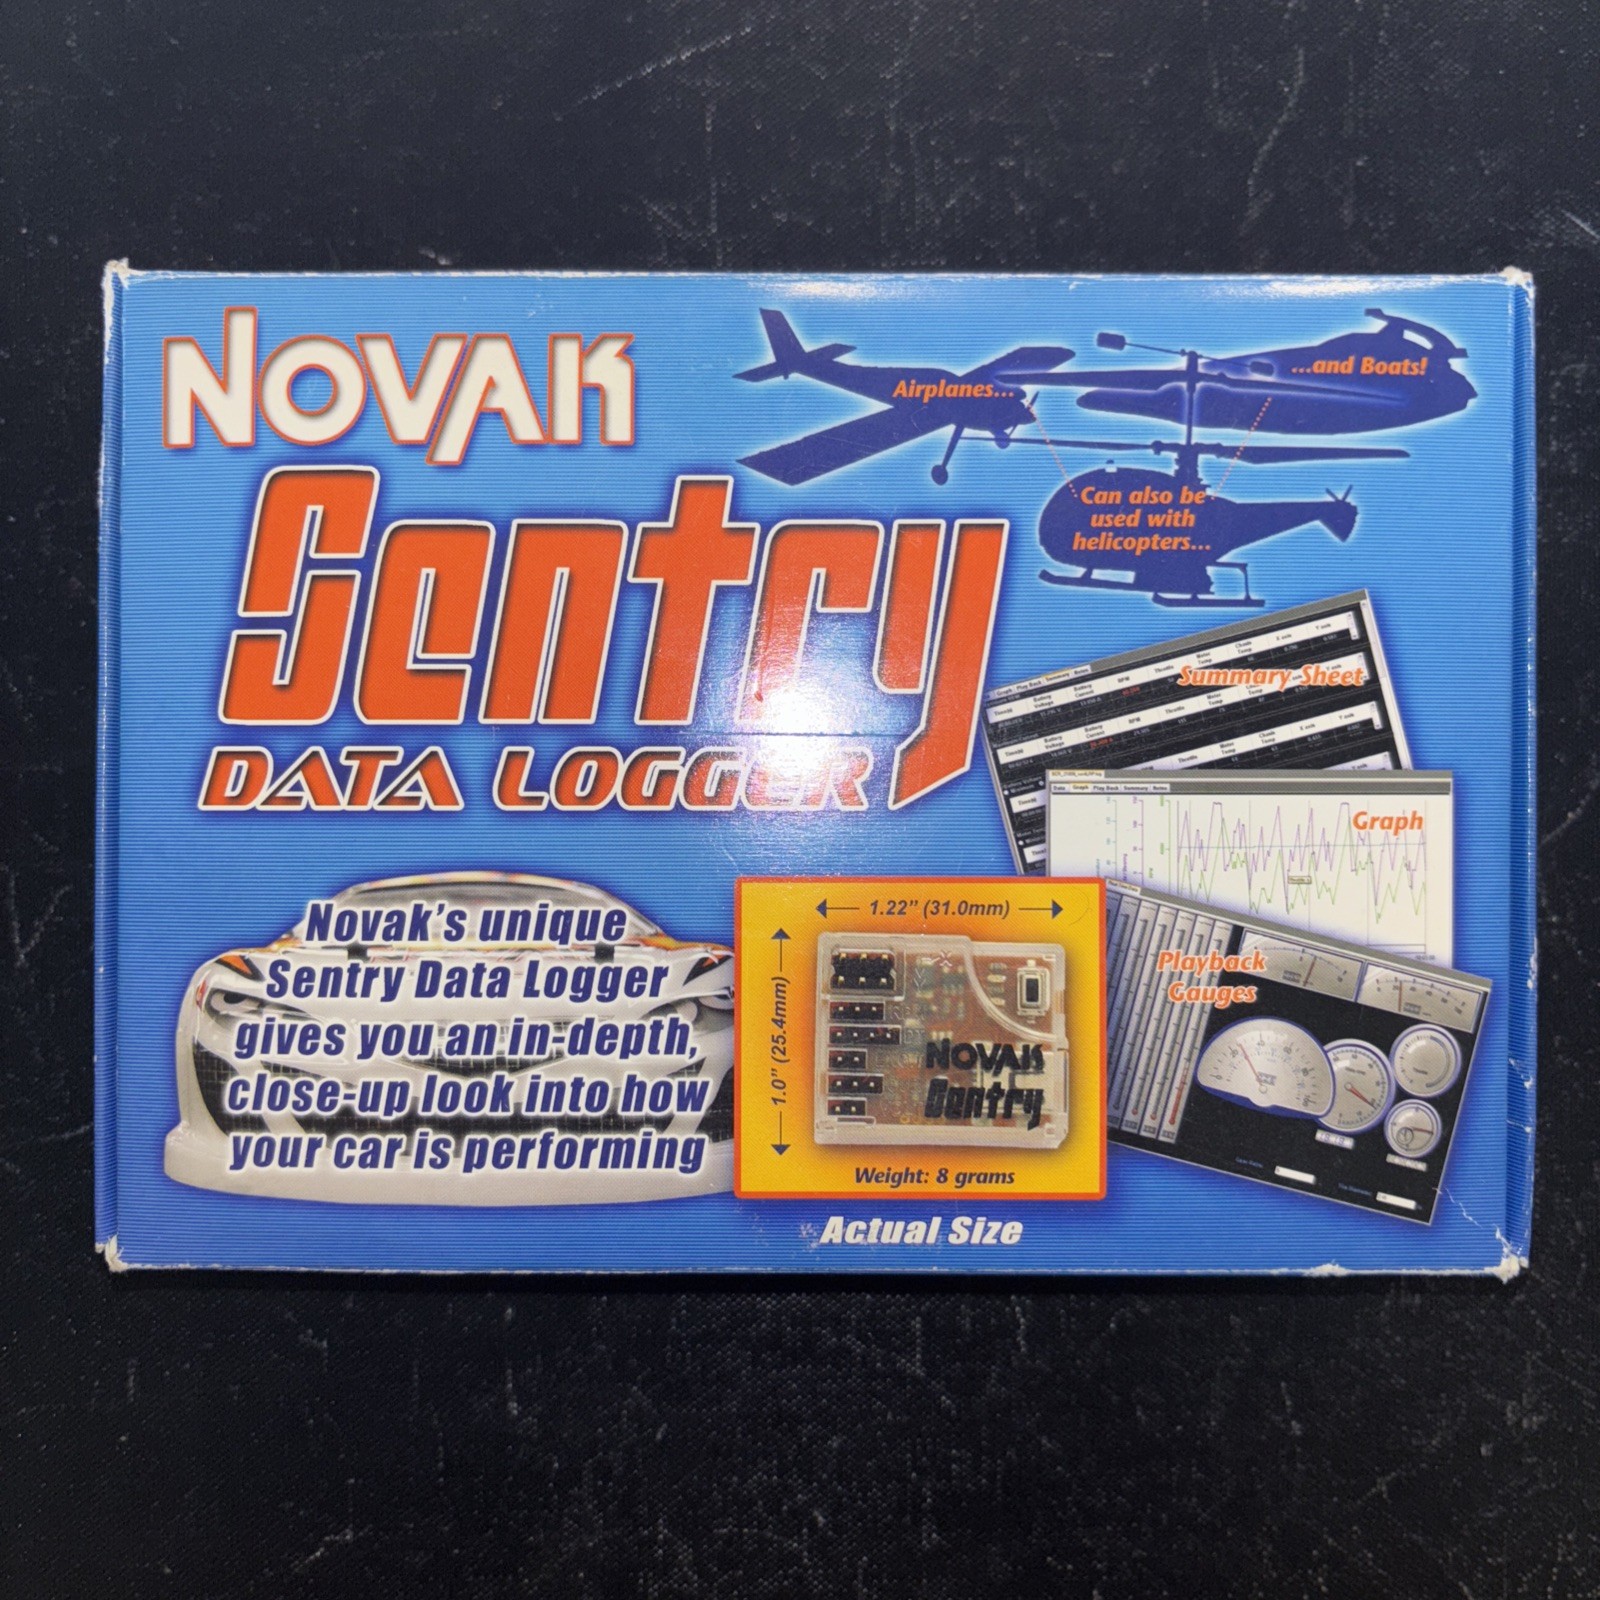 NOVAK
Sentry
DATA LOGGER
Airplanes...
...and Boats!
Can also be
used with
helicopters...
Summary Sheet
Graph
Playback
Gauges
Novak's unique
Sentry Data Logger
gives you an in-depth,
close-up look into how
your car is performing
1.22" (31.0mm)
1.0" (25.4mm)
NOVAK
Sentry
Weight: 8 grams
Actual Size